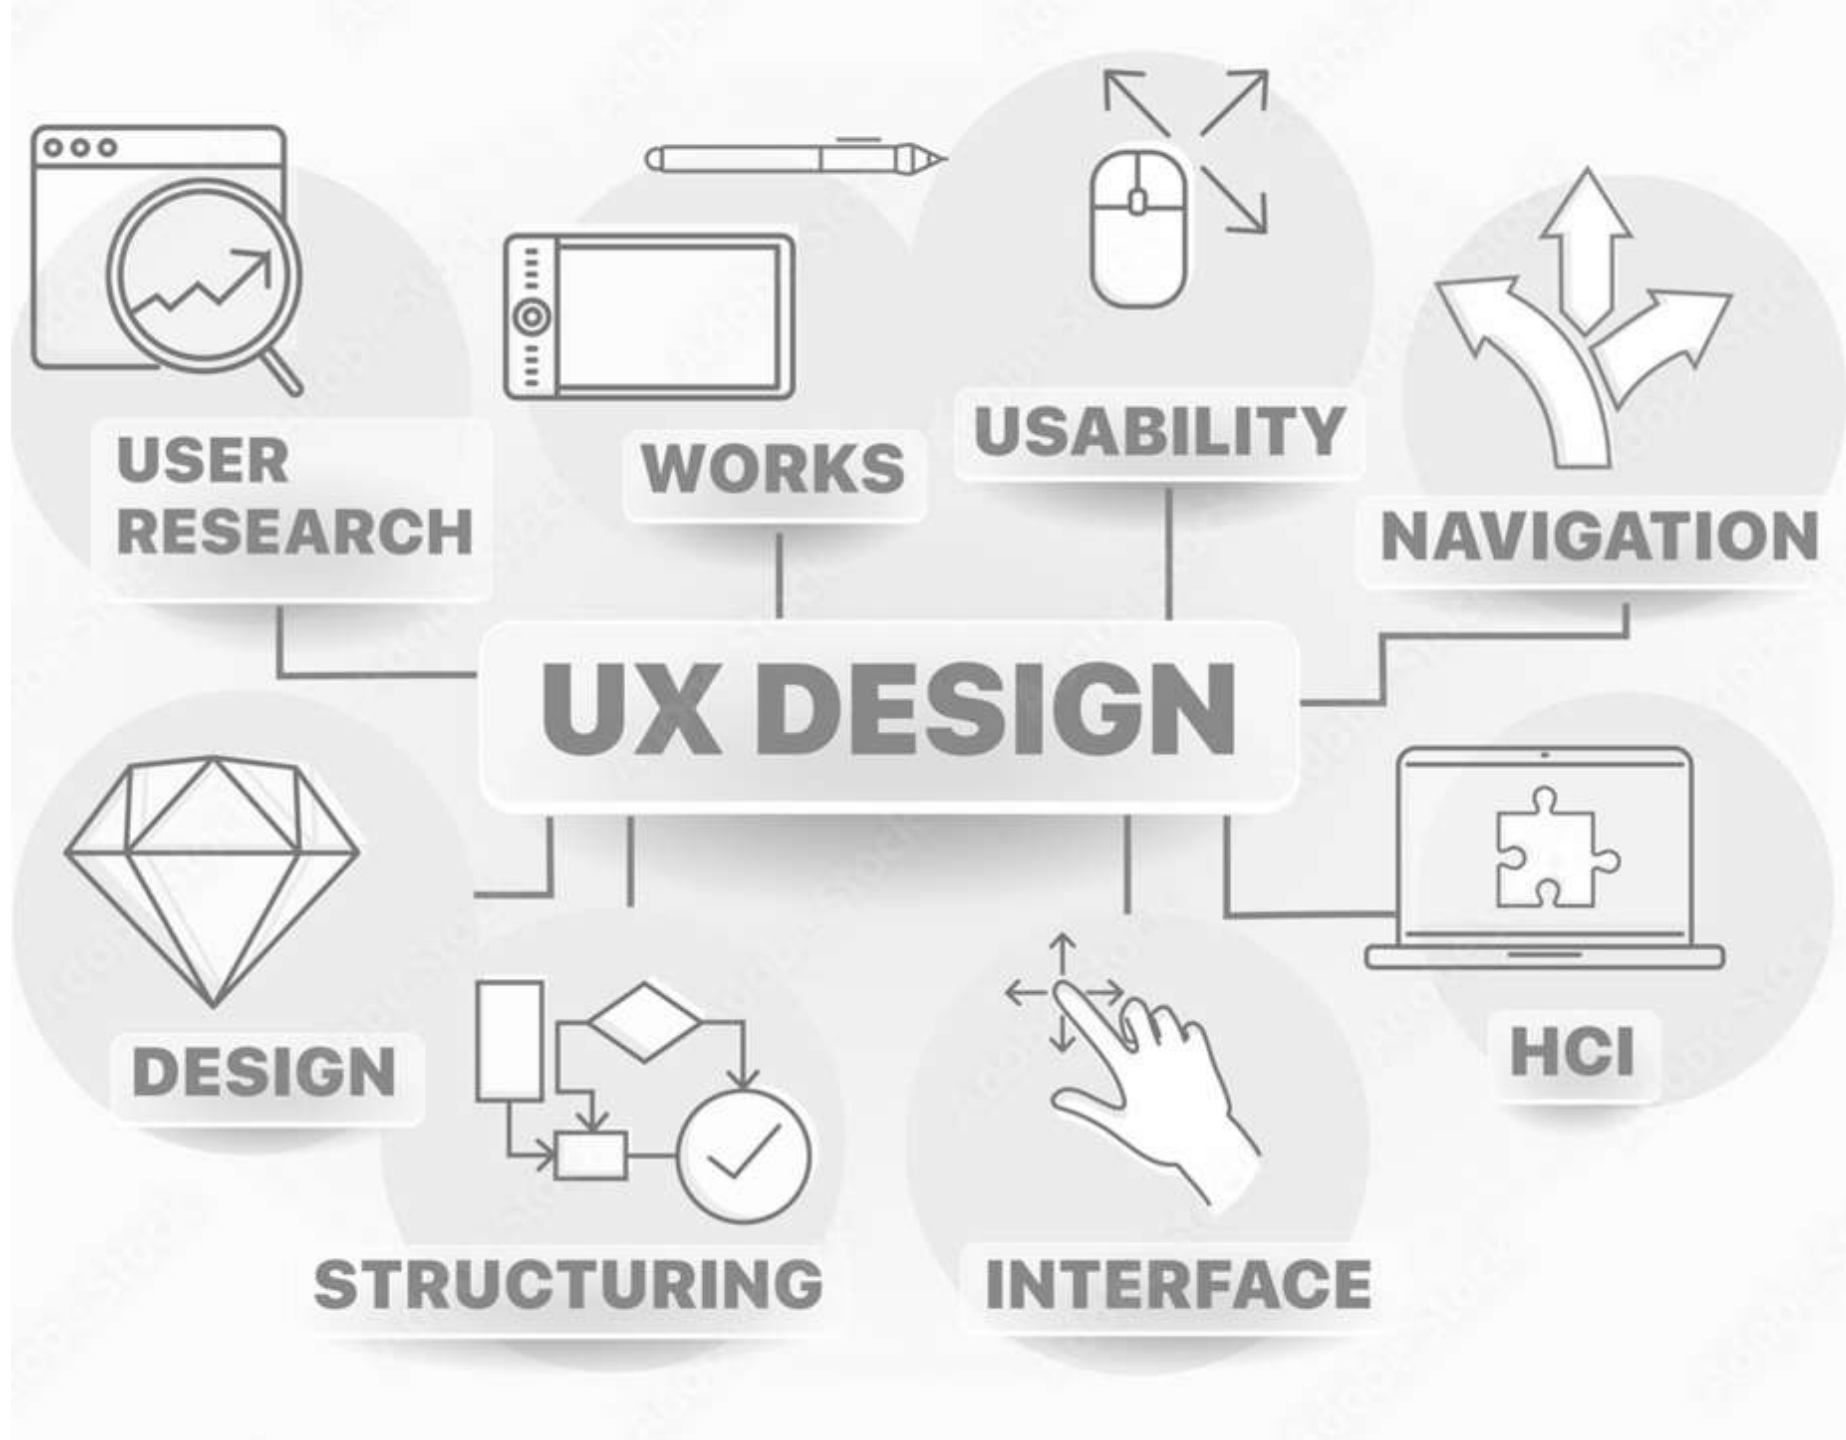 USER
RESEARCH
WORKS
USABILITY
NAVIGATION
UX DESIGN
DESIGN
HCI
STRUCTURING
INTERFACE